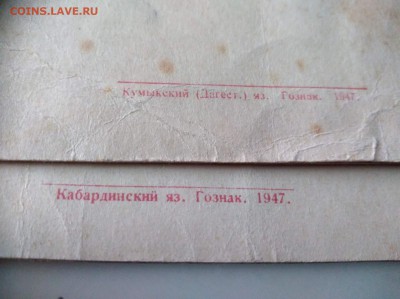 COINS.LAVE.RU
Кумыкский (Дагест.) яз. Гознак. 1947.
Кабардинский яз. Гознак. 1947.